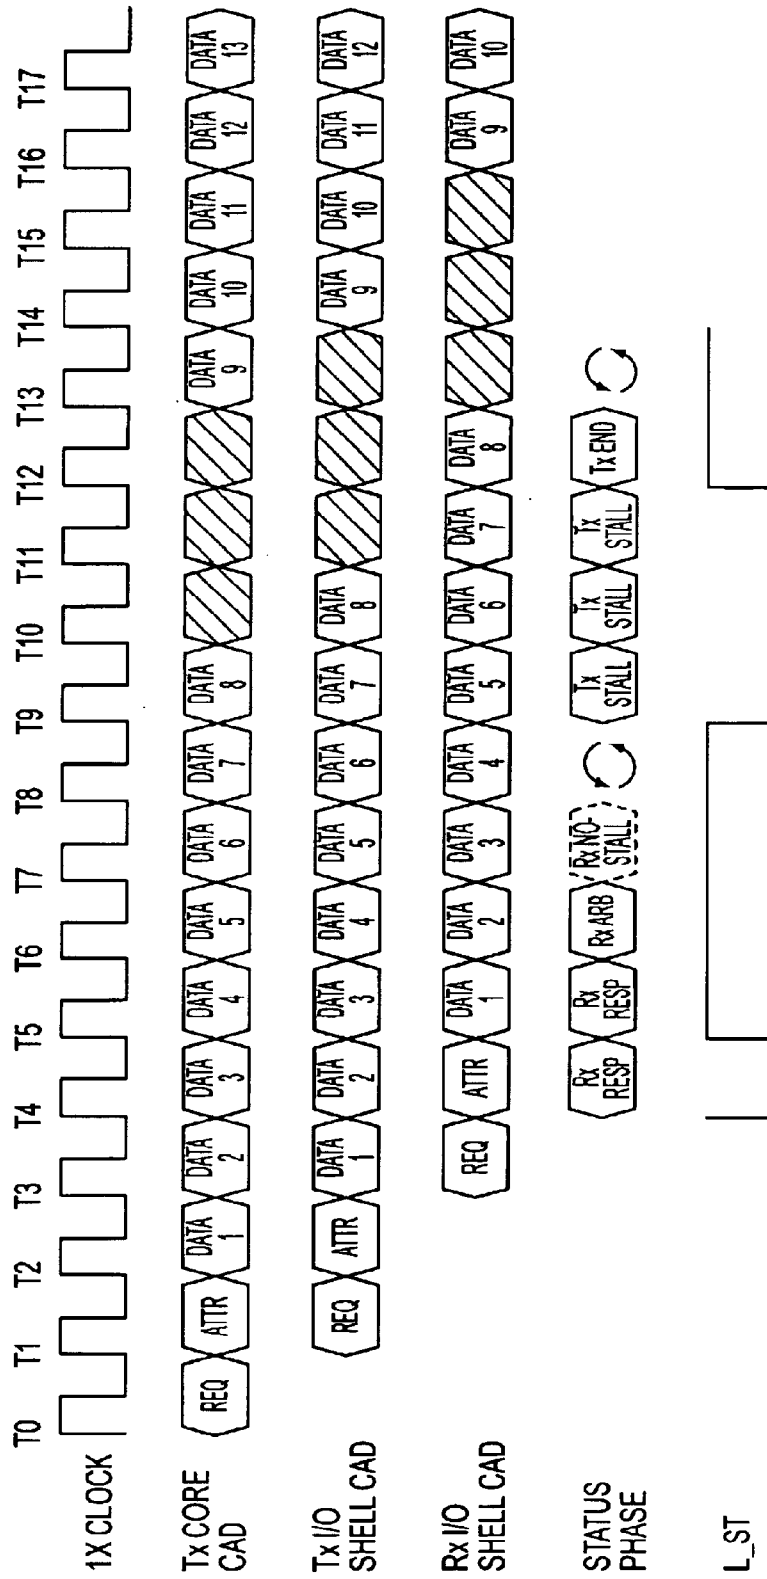 T0 T1 T2 T3 T4 T5 T6 T7 T8 T9 T10 T11 T12 T13 T14 T15 T16 T17
1X CLOCK
Tx CORE
CAD
REQ ATTR DATA 1 DATA 2 DATA 3 DATA 4 DATA 5 DATA 6 DATA 7 DATA 8 DATA 9 DATA 10 DATA 11 DATA 12 DATA 13
Tx I/O
SHELL CAD
REQ ATTR DATA 1 DATA 2 DATA 3 DATA 4 DATA 5 DATA 6 DATA 7 DATA 8 DATA 9 DATA 10 DATA 11 DATA 12
Rx I/O
SHELL CAD
REQ ATTR DATA 1 DATA 2 DATA 3 DATA 4 DATA 5 DATA 6 DATA 7 DATA 8 DATA 9 DATA 10
STATUS
PHASE
Rx RESP Rx RESP Rx ARB Rx NO-STALL Tx STALL Tx STALL Tx STALL Tx END
L_ST